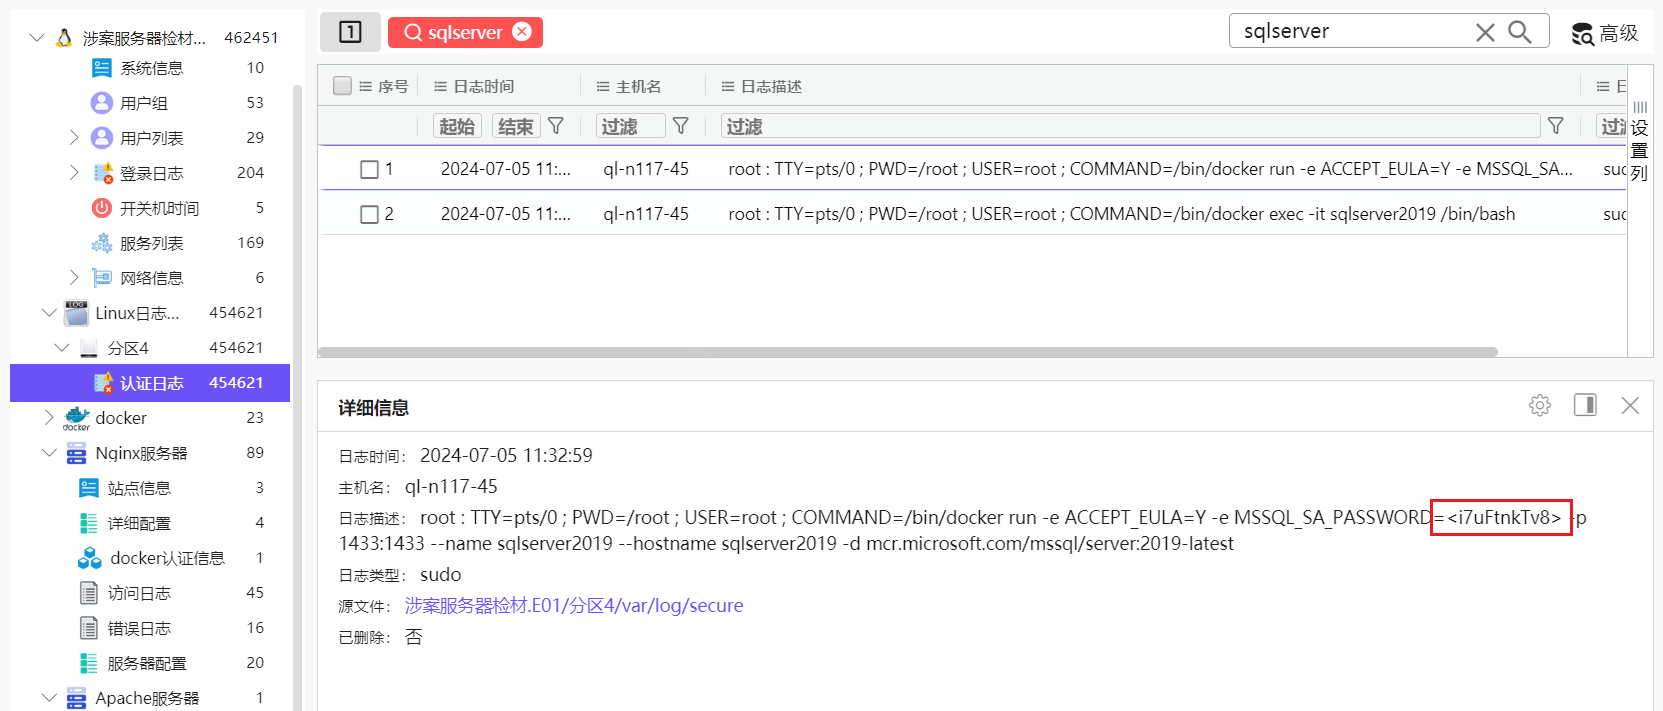 涉案服务器检材... 462451
系统信息 10
用户组 53
用户列表 29
登录日志 204
开关机时间 5
服务列表 169
网络信息 6
Linux日志... 454621
分区4 454621
认证日志 454621
docker 23
Nginx服务器 89
站点信息 3
详细配置 4
docker认证信息 1
访问日志 45
错误日志 16
服务器配置 20
Apache服务器 1
1 sqlserver
sqlserver 高级
序号 日志时间 主机名 日志描述 日
起始 结束 过滤 过滤 过滤
1 2024-07-05 11:... ql-n117-45 root : TTY=pts/0 ; PWD=/root ; USER=root ; COMMAND=/bin/docker run -e ACCEPT_EULA=Y -e MSSQL_SA... suc
2 2024-07-05 11:... ql-n117-45 root : TTY=pts/0 ; PWD=/root ; USER=root ; COMMAND=/bin/docker exec -it sqlserver2019 /bin/bash suc
设置列
详细信息
日志时间： 2024-07-05 11:32:59
主机名： ql-n117-45
日志描述： root : TTY=pts/0 ; PWD=/root ; USER=root ; COMMAND=/bin/docker run -e ACCEPT_EULA=Y -e MSSQL_SA_PASSWORD=<i7uFtnkTv8> -p
1433:1433 --name sqlserver2019 --hostname sqlserver2019 -d mcr.microsoft.com/mssql/server:2019-latest
日志类型： sudo
源文件： 涉案服务器检材.E01/分区4/var/log/secure
已删除： 否